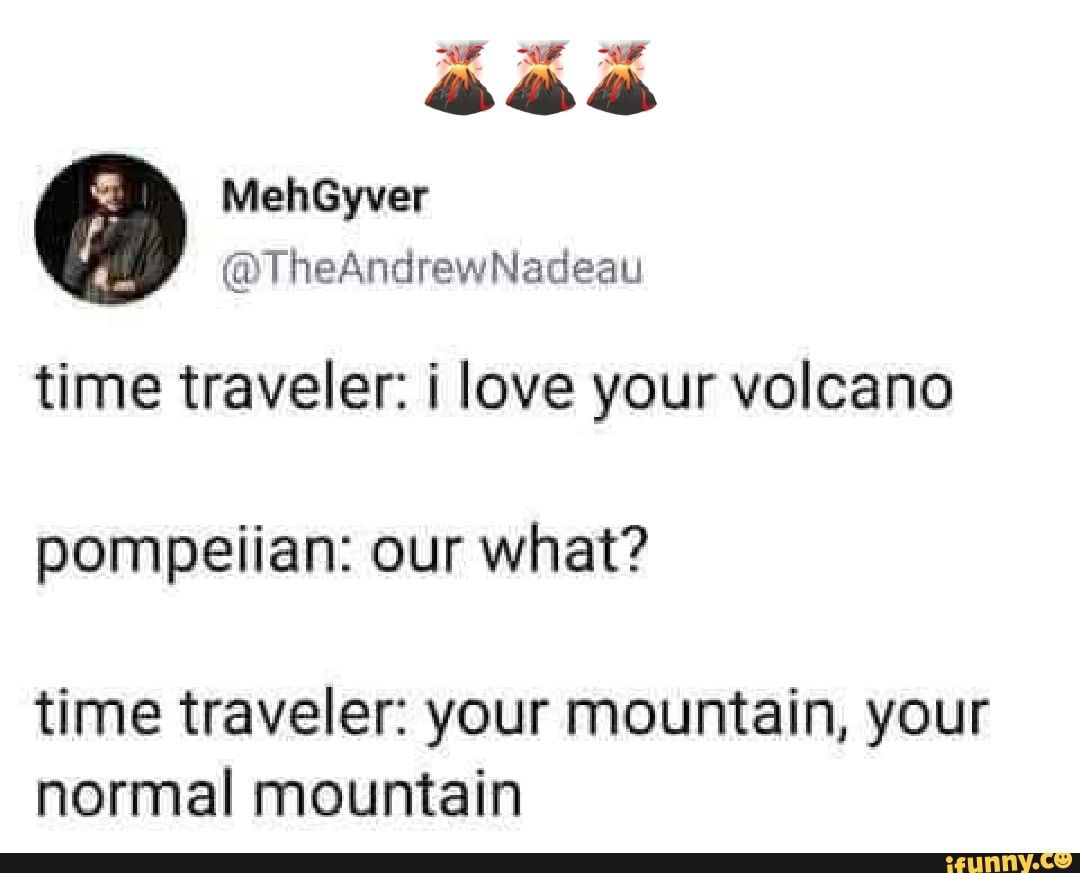 MehGyver
@TheAndrewNadeau
time traveler: i love your volcano
pompeiian: our what?
time traveler: your mountain, your
normal mountain
ifunny.co